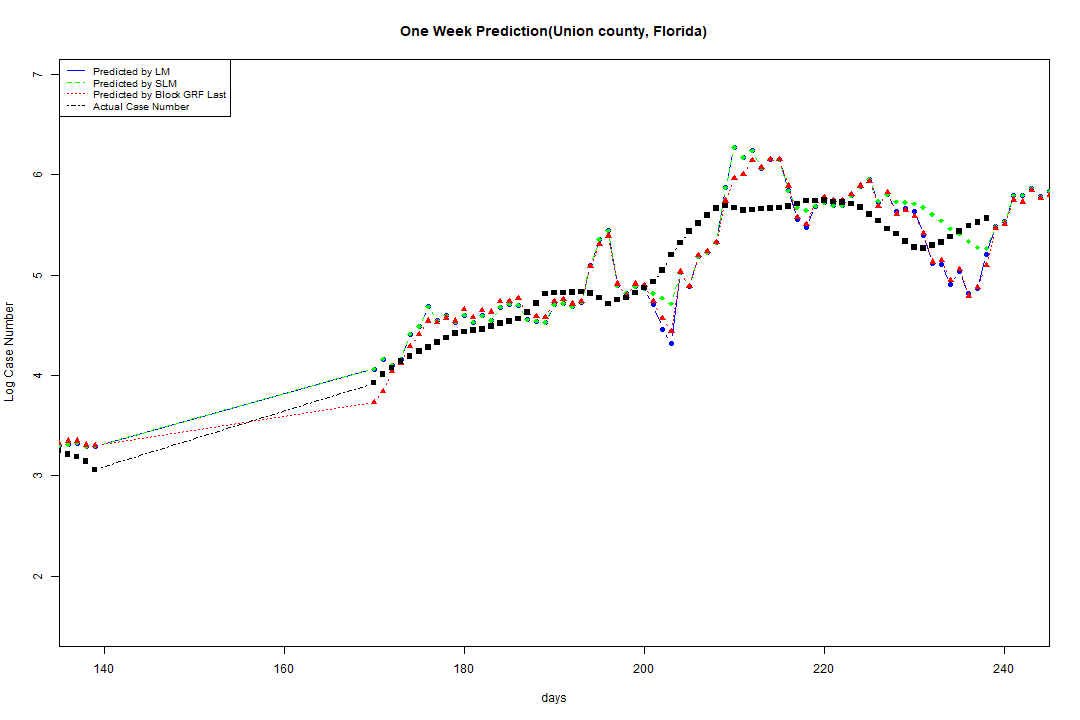 One Week Prediction(Union county, Florida)
Predicted by LM
Predicted by SLM
Predicted by Block GRF Last
Actual Case Number
7
6
5
4
3
2
Log Case Number
140 160 180 200 220 240
days